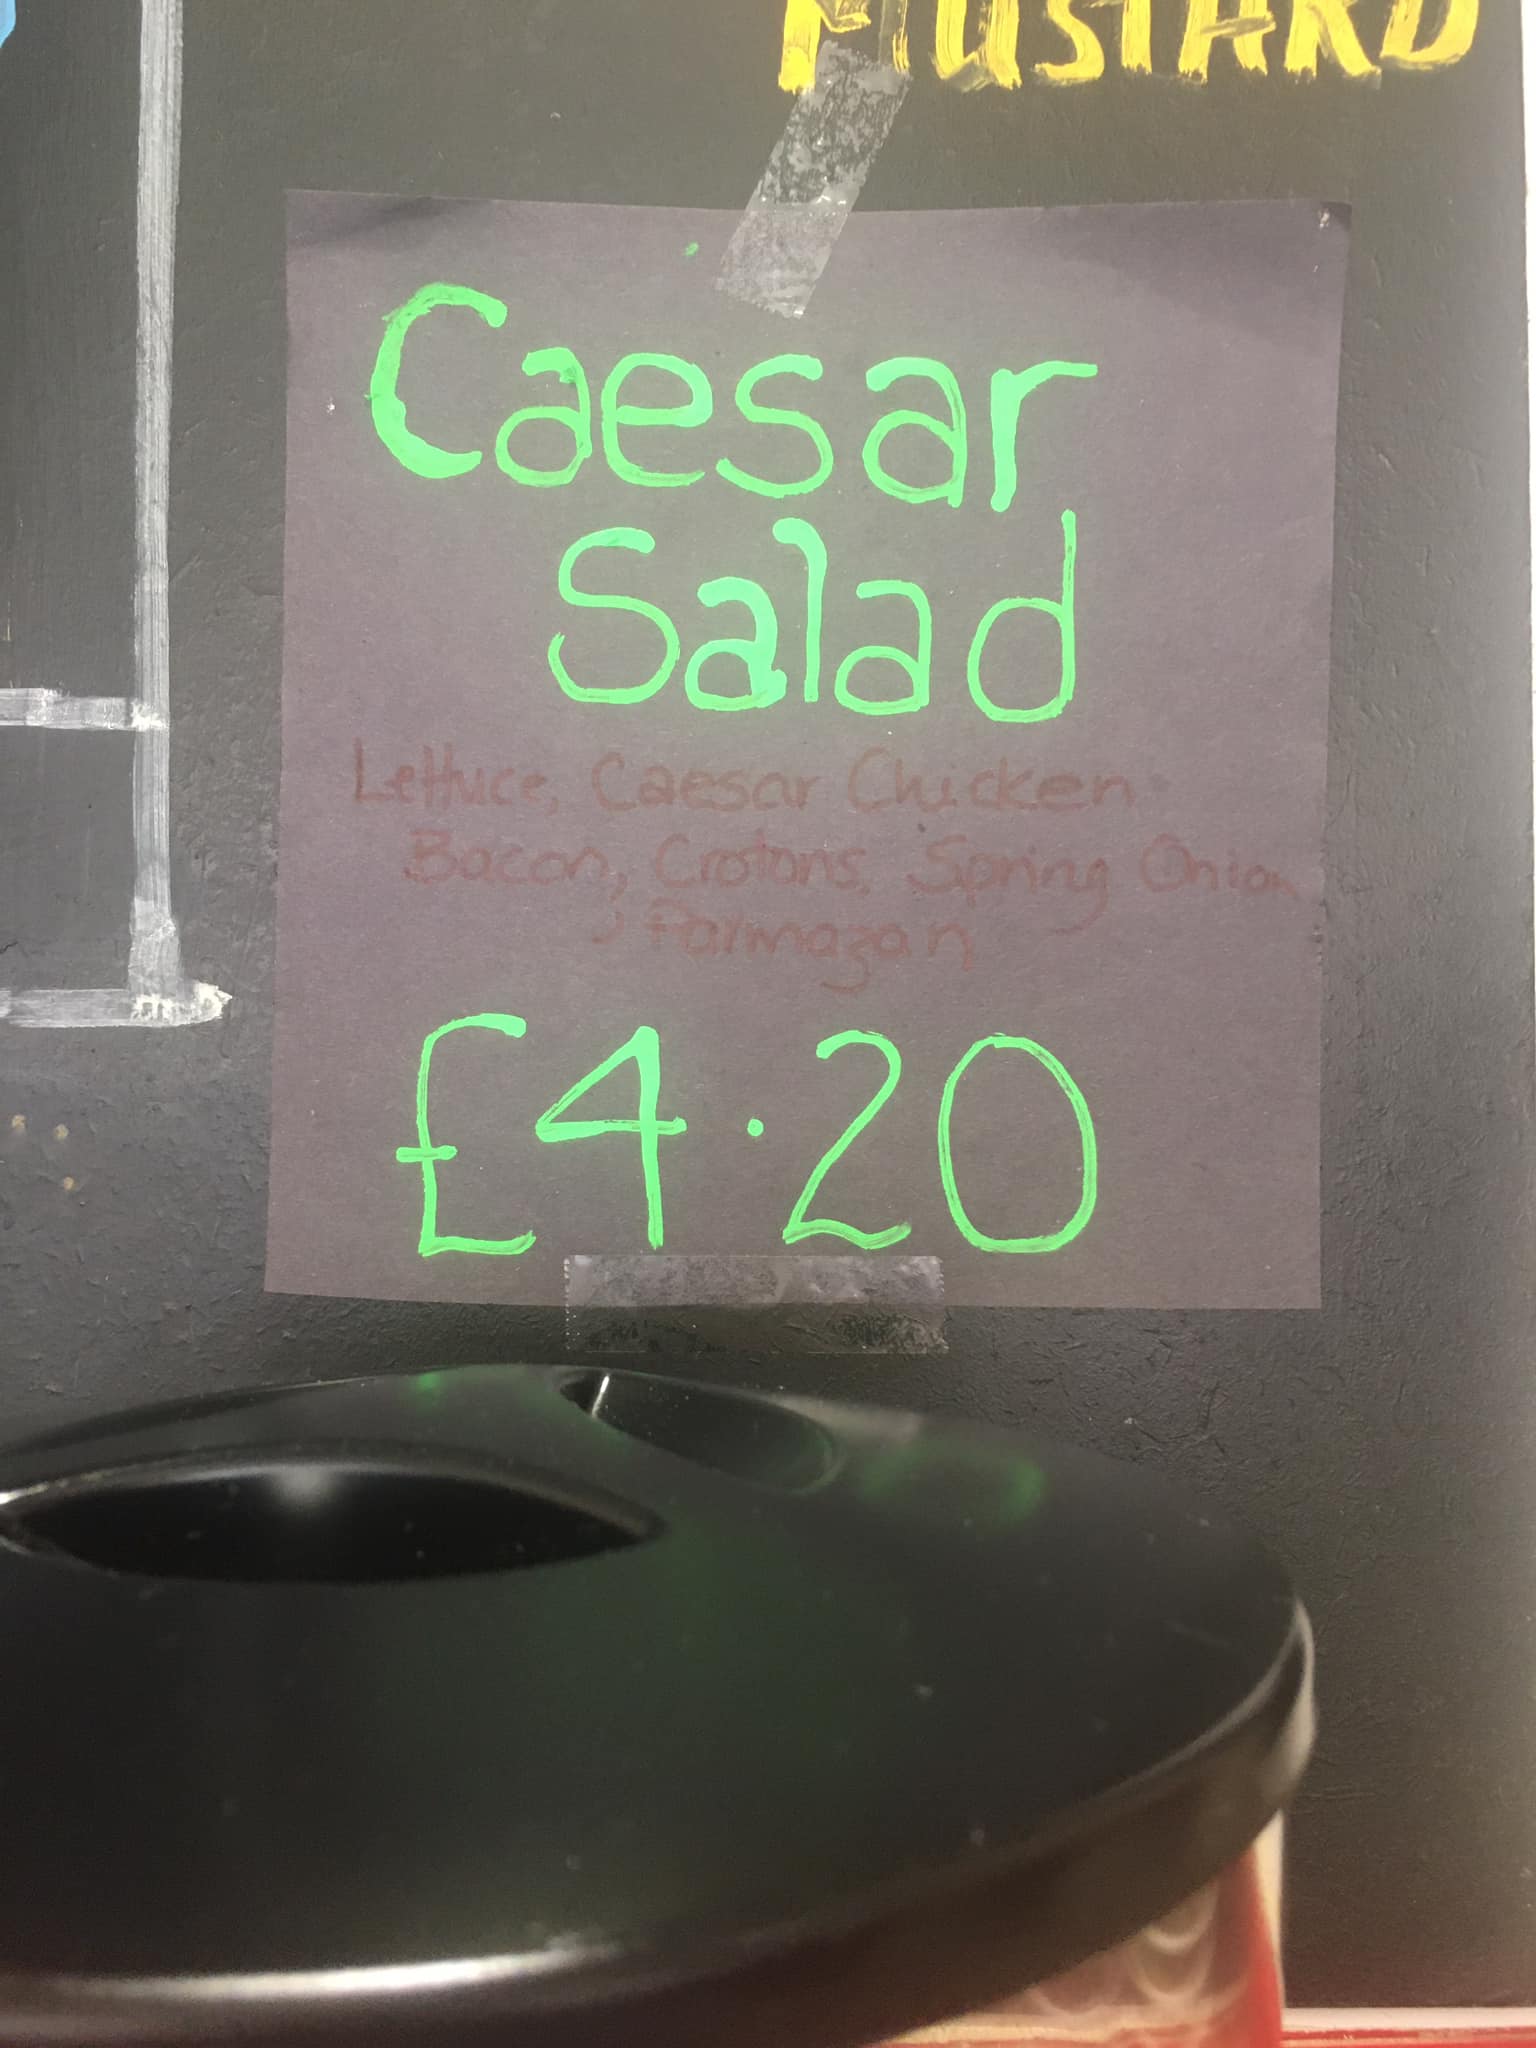 MUSTARD
Caesar
Salad
Lettuce, Caesar Chicken
Bacon, Crotons, Spring Onion
, Parmazan
£4.20